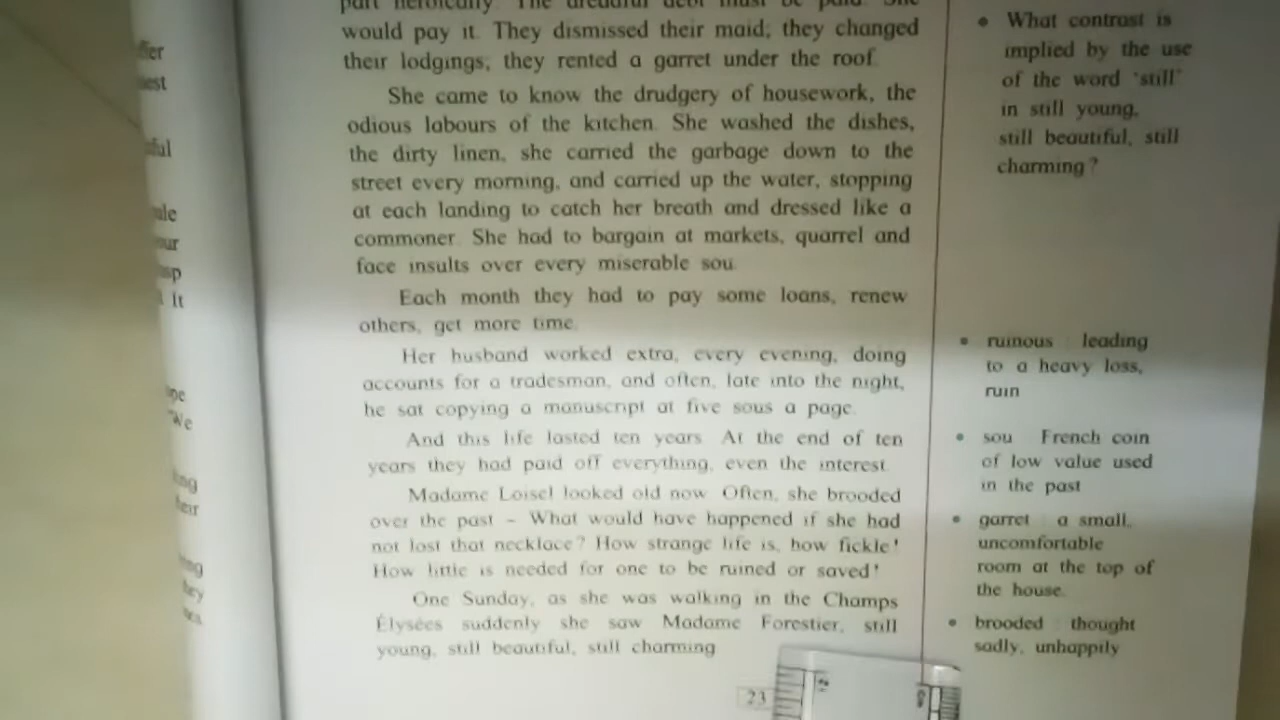 would pay it. They dismissed their maid; they changed
their lodgings; they rented a garret under the roof.
She came to know the drudgery of housework, the
odious labours of the kitchen. She washed the dishes,
the dirty linen, she carried the garbage down to the
street every morning, and carried up the water, stopping
at each landing to catch her breath and dressed like a
commoner. She had to bargain at markets, quarrel and
face insults over every miserable sou.
Each month they had to pay some loans, renew
others, get more time.
Her husband worked extra, every evening, doing
accounts for a tradesman, and often, late into the night,
he sat copying a manuscript at five sous a page.
And this life lasted ten years. At the end of ten
years they had paid off everything, even the interest.
Madame Loisel looked old now. Often, she brooded
over the past – What would have happened if she had
not lost that necklace? How strange life is, how fickle!
How little is needed for one to be ruined or saved!
One Sunday, as she was walking in the Champs
Élysées suddenly she saw Madame Forestier, still
young, still beautiful, still charming
23
• What contrast is
implied by the use
of the word 'still'
in still young,
still beautiful, still
charming?
• ruinous : leading
to a heavy loss,
ruin
• sou : French coin
of low value used
in the past
• garret : a small,
uncomfortable
room at the top of
the house.
• brooded : thought
sadly, unhappily